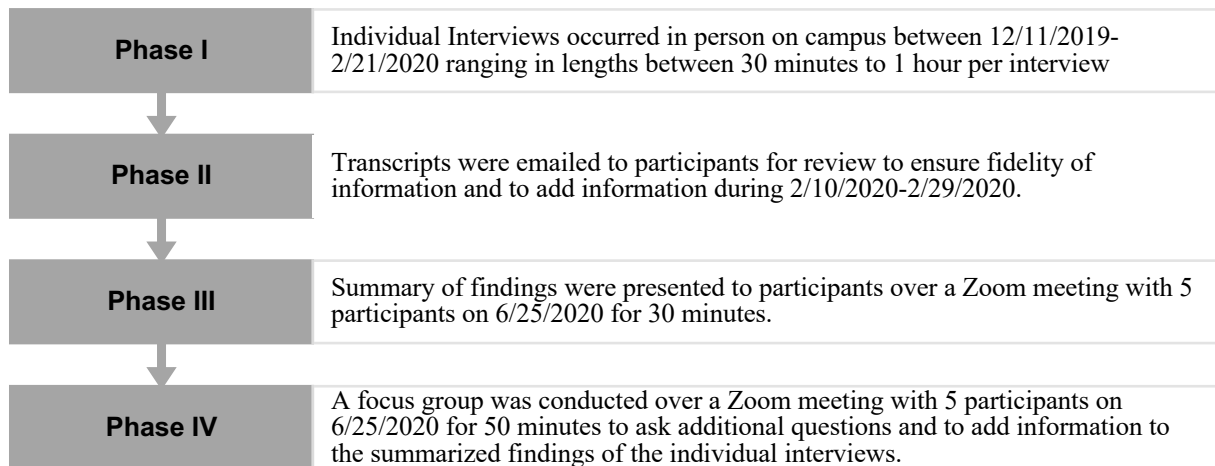 Phase I
Individual Interviews occurred in person on campus between 12/11/2019-
2/21/2020 ranging in lengths between 30 minutes to 1 hour per interview
Phase II
Transcripts were emailed to participants for review to ensure fidelity of
information and to add information during 2/10/2020-2/29/2020.
Phase III
Summary of findings were presented to participants over a Zoom meeting with 5
participants on 6/25/2020 for 30 minutes.
Phase IV
A focus group was conducted over a Zoom meeting with 5 participants on
6/25/2020 for 50 minutes to ask additional questions and to add information to
the summarized findings of the individual interviews.